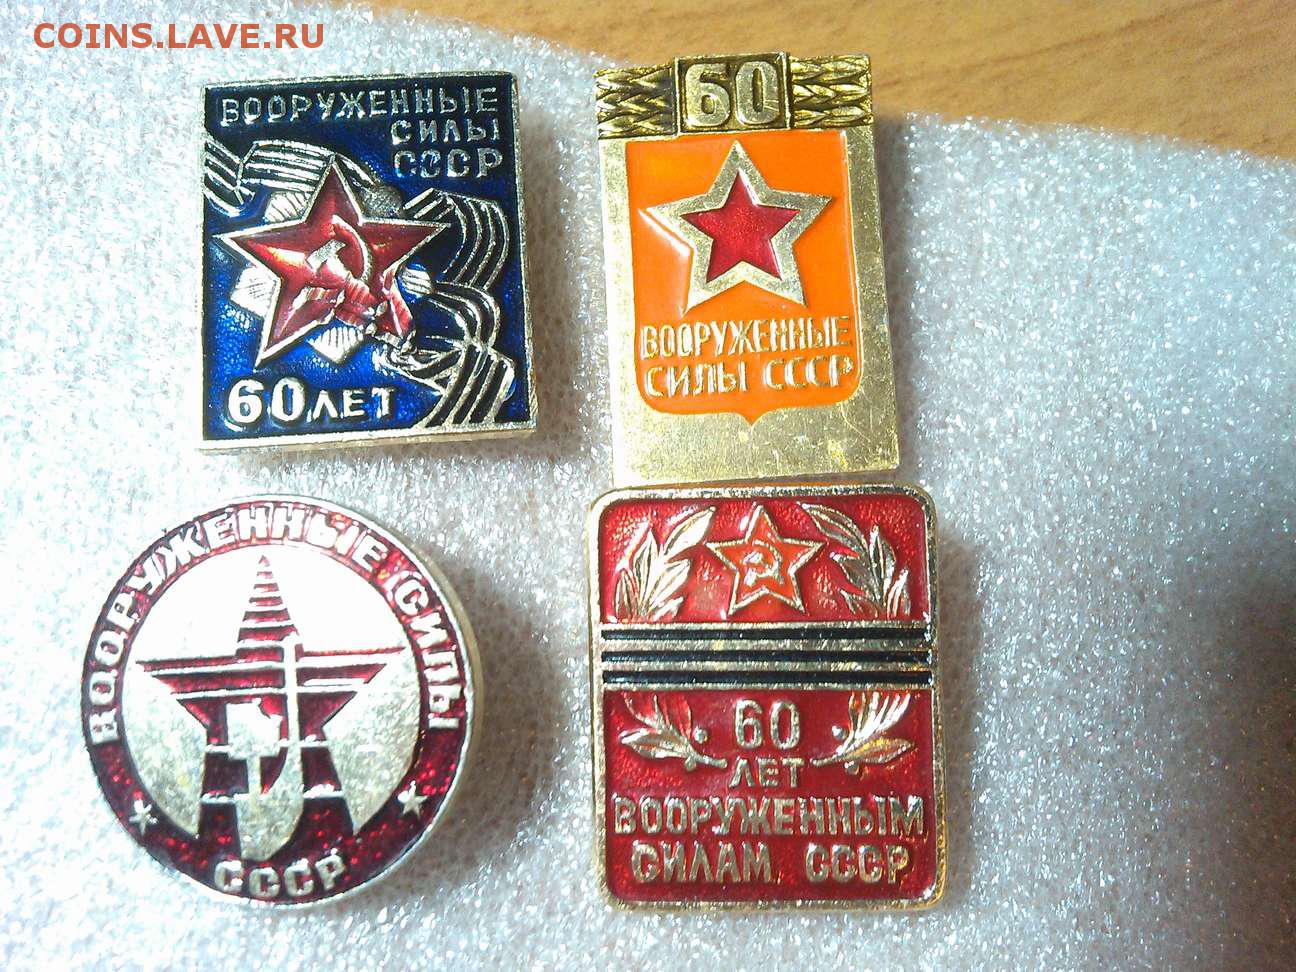 COINS.LAVE.RU
ВООРУЖЕННЫЕ
СИЛЫ
СССР
60 ЛЕТ
60
ВООРУЖЕННЫЕ
СИЛЫ СССР
ВООРУЖЕННЫЕ СИЛЫ
СССР
60
ЛЕТ
ВООРУЖЕННЫМ
СИЛАМ СССР